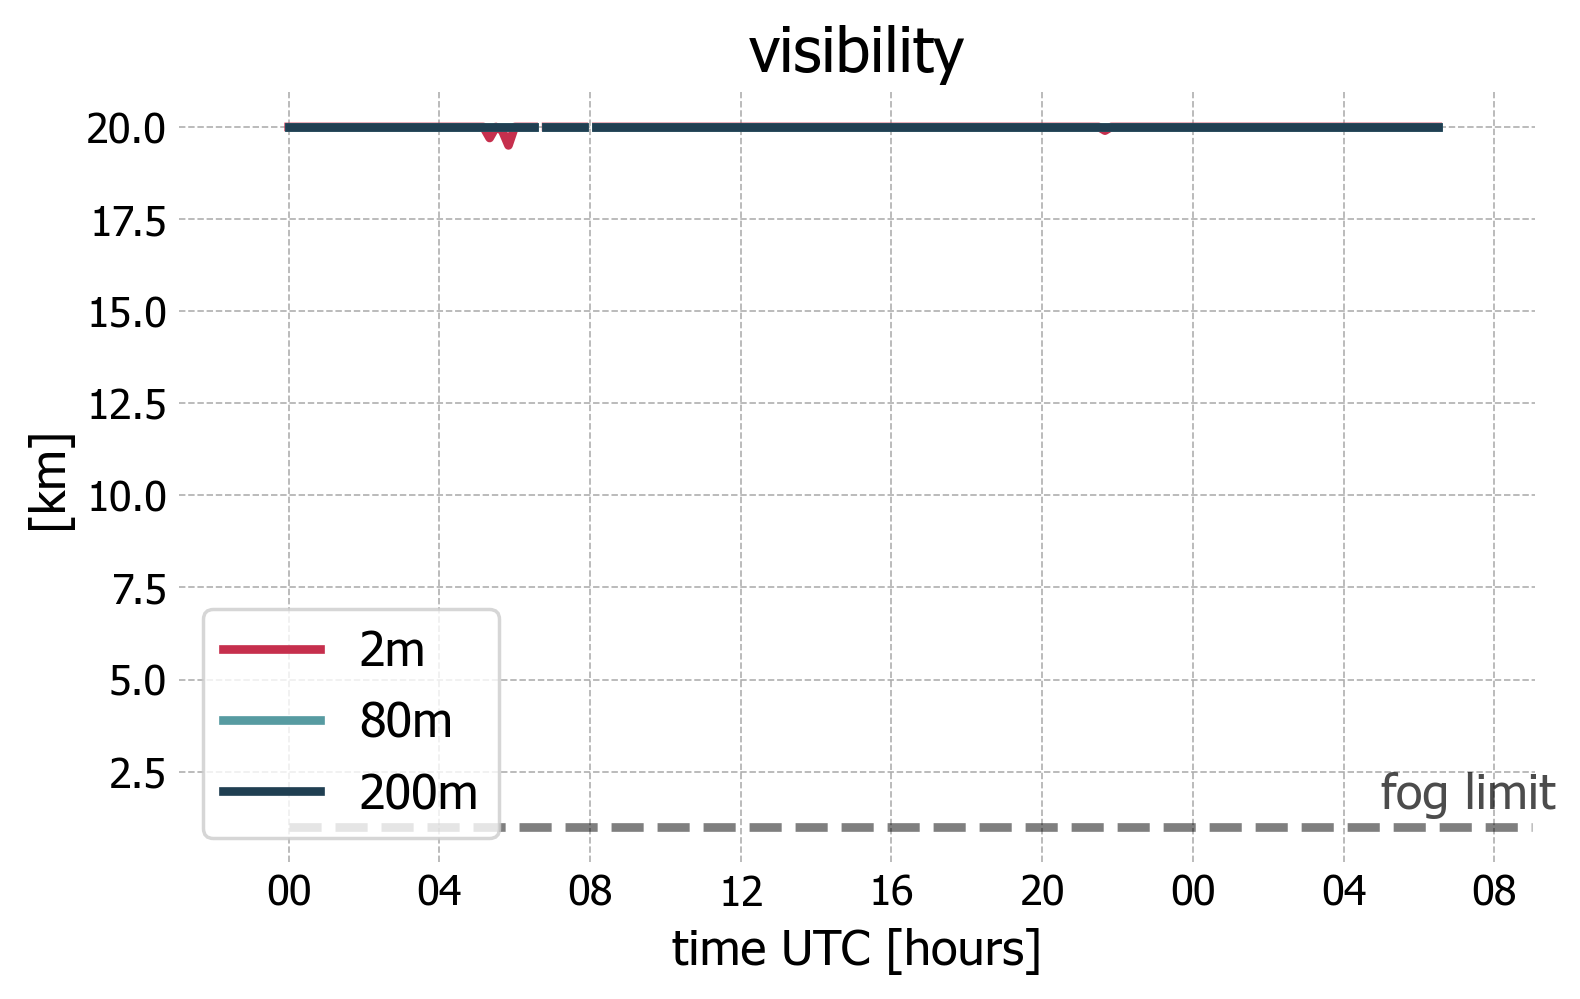 visibility
20.0
17.5
15.0
12.5
10.0
7.5
5.0
2.5
[km]
2m
80m
200m
fog limit
00 04 08 12 16 20 00 04 08
time UTC [hours]